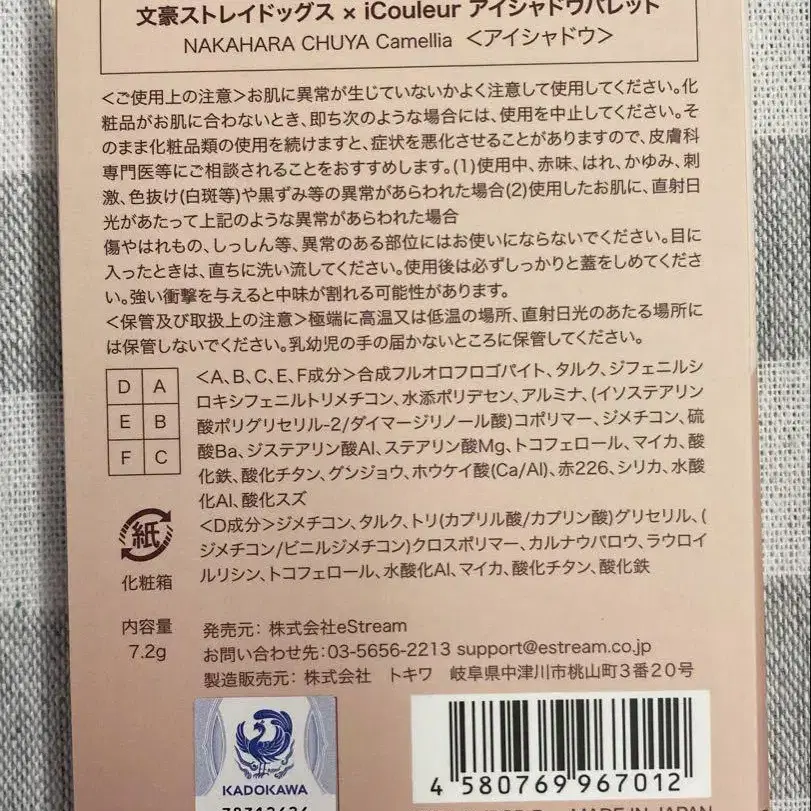 文豪ストレイドッグス × iCouleur アイシャドウパレット
NAKAHARA CHUYA Camellia ＜アイシャドウ＞
＜ご使用上の注意＞お肌に異常が生じていないかよく注意して使用してください。化
粧品がお肌に合わないとき、即ち次のような場合には、使用を中止してください。そ
のまま化粧品類の使用を続けますと、症状を悪化させることがありますので、皮膚科
専門医等にご相談されることをおすすめします。(1)使用中、赤味、はれ、かゆみ、刺
激、色抜け(白斑等)や黒ずみ等の異常があらわれた場合(2)使用したお肌に、直射日
光があたって上記のような異常があらわれた場合
傷やはれもの、しっしん等、異常のある部位にはお使いにならないでください。目に
入ったときは、直ちに洗い流してください。使用後は必ずしっかりと蓋をしめてくださ
い。強い衝撃を与えると中味が割れる可能性があります。
＜保管及び取扱上の注意＞極端に高温又は低温の場所、直射日光のあたる場所に
は保管しないでください。乳幼児の手の届かないところに保管してください。
D A
E B
F C
＜A、B、C、E、F成分＞合成フルオロフロゴパイト、タルク、ジフェニルシ
ロキシフェニルトリメチコン、水添ポリデセン、アルミナ、(イソステアリン
酸ポリグリセリル-2/ダイマージリノール酸)コポリマー、ジメチコン、硫
酸Ba、ジステアリン酸Al、ステアリン酸Mg、トコフェロール、マイカ、酸
化鉄、酸化チタン、グンジョウ、ホウケイ酸(Ca/Al)、赤226、シリカ、水酸
化Al、酸化スズ
＜D成分＞ジメチコン、タルク、トリ(カプリル酸/カプリン酸)グリセリル、(
ジメチコン/ビニルジメチコン)クロスポリマー、カルナウバロウ、ラウロイ
ルリシン、トコフェロール、水酸化Al、マイカ、酸化チタン、酸化鉄
紙
化粧箱
内容量
7.2g
発売元: 株式会社eStream
お問い合わせ先:03-5656-2213 support@estream.co.jp
製造販売元: 株式会社 トキワ 岐阜県中津川市桃山町3番20号
KADOKAWA
4 580769 967012
MADE IN JAPAN